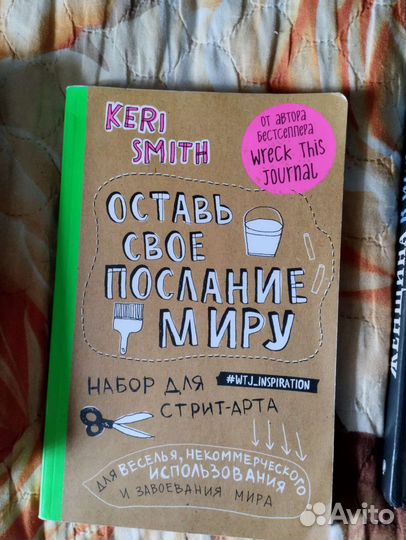 KERI
SMITH
ОТ АВТОРА
БЕСТСЕЛЛЕРА
Wreck This
Journal
ОСТАВЬ
СВОЕ
ПОСЛАНИЕ
МИРУ
НАБОР ДЛЯ
#WTJ_INSPIRATION
СТРИТ-АРТА
ДЛЯ ВЕСЕЛЬЯ, НЕКОММЕРЧЕСКОГО
ИСПОЛЬЗОВАНИЯ
И ЗАВОЕВАНИЯ МИРА
ЖЕНЩИН
Avito